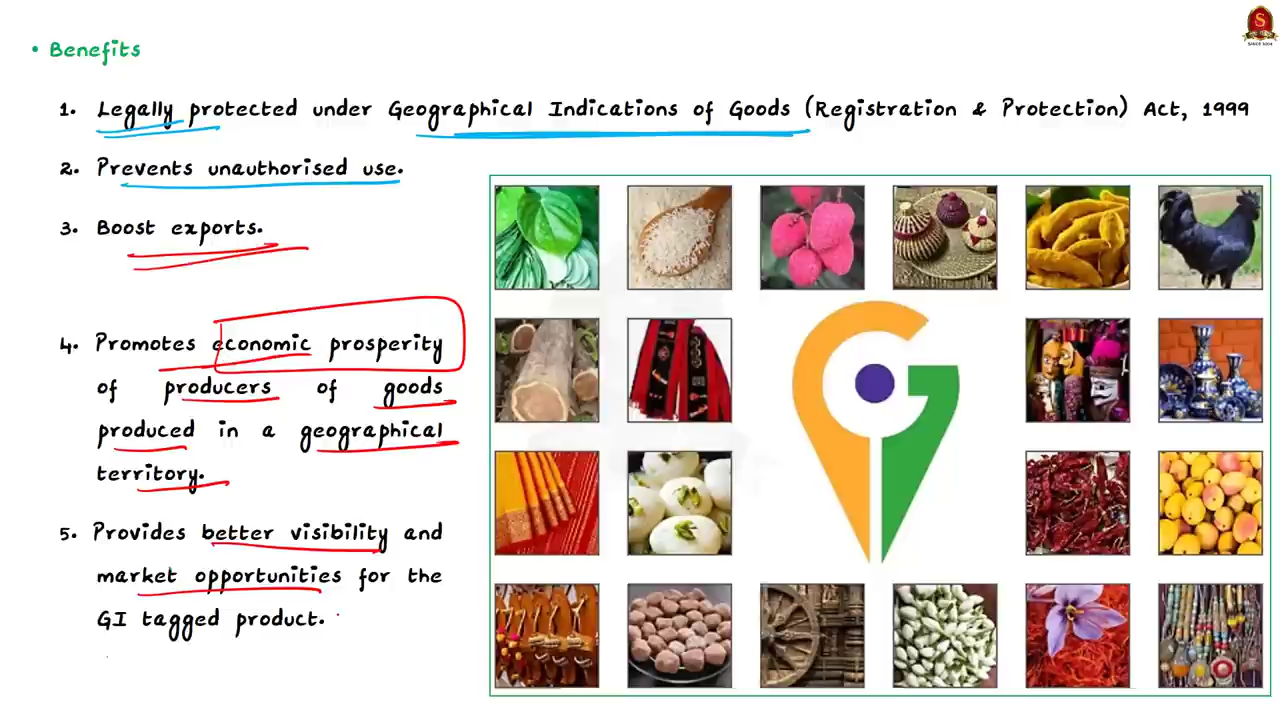 • Benefits
1. Legally protected under Geographical Indications of Goods (Registration & Protection) Act, 1999
2. Prevents unauthorised use.
3. Boost exports.
4. Promotes economic prosperity
of producers of goods
produced in a geographical
territory.
5. Provides better visibility and
market opportunities for the
GI tagged product.
S
SINCE 2004